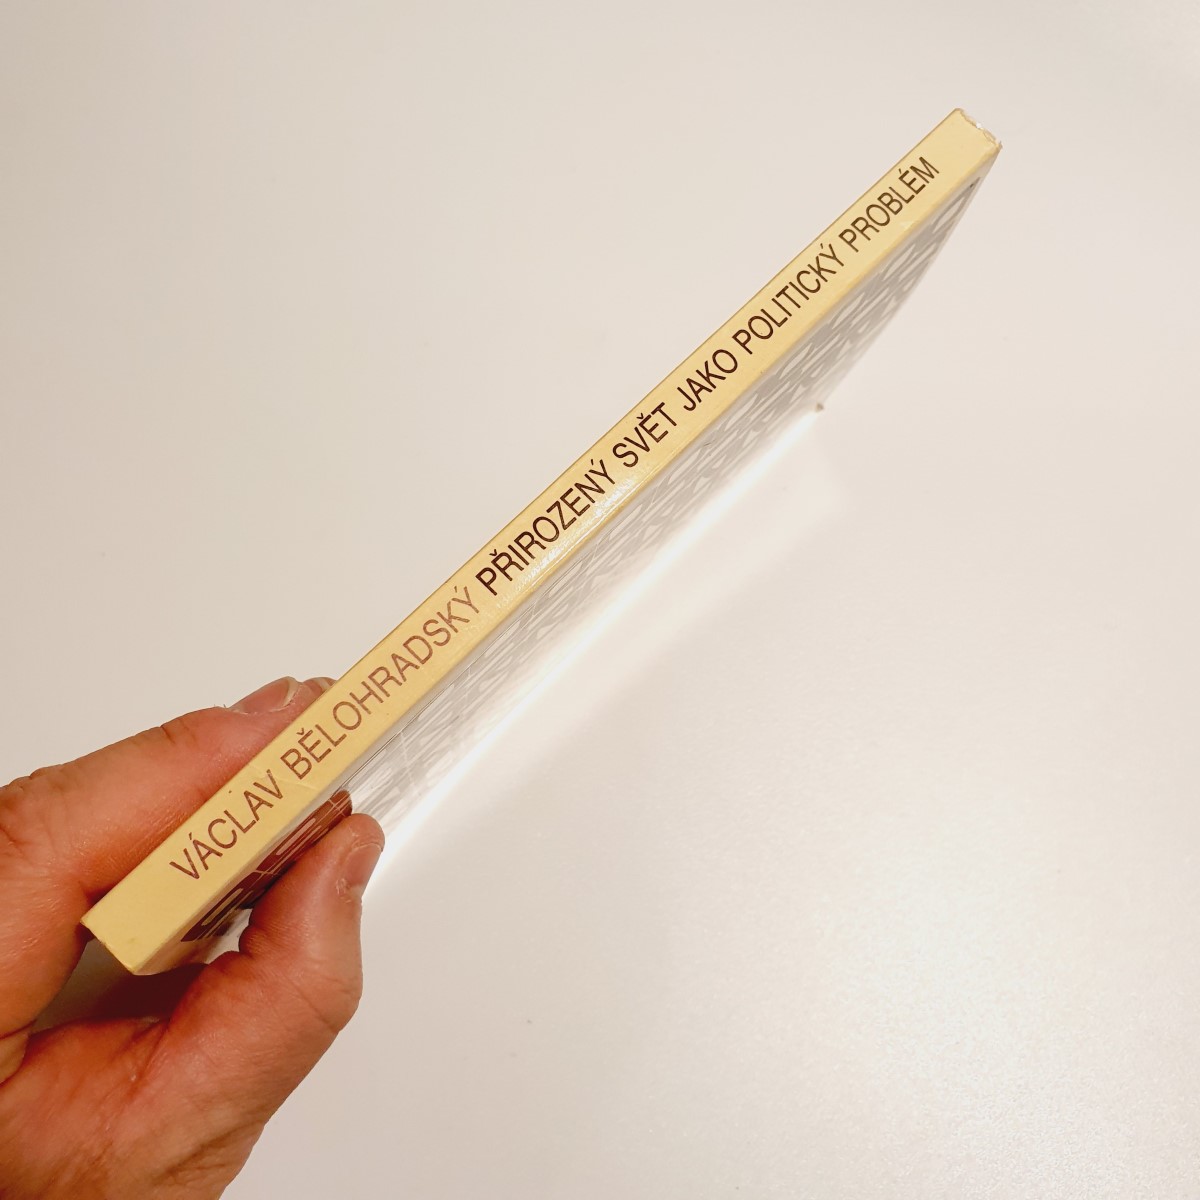 VÁCLAV BĚLOHRADSKÝ PŘIROZENÝ SVĚT JAKO POLITICKÝ PROBLÉM